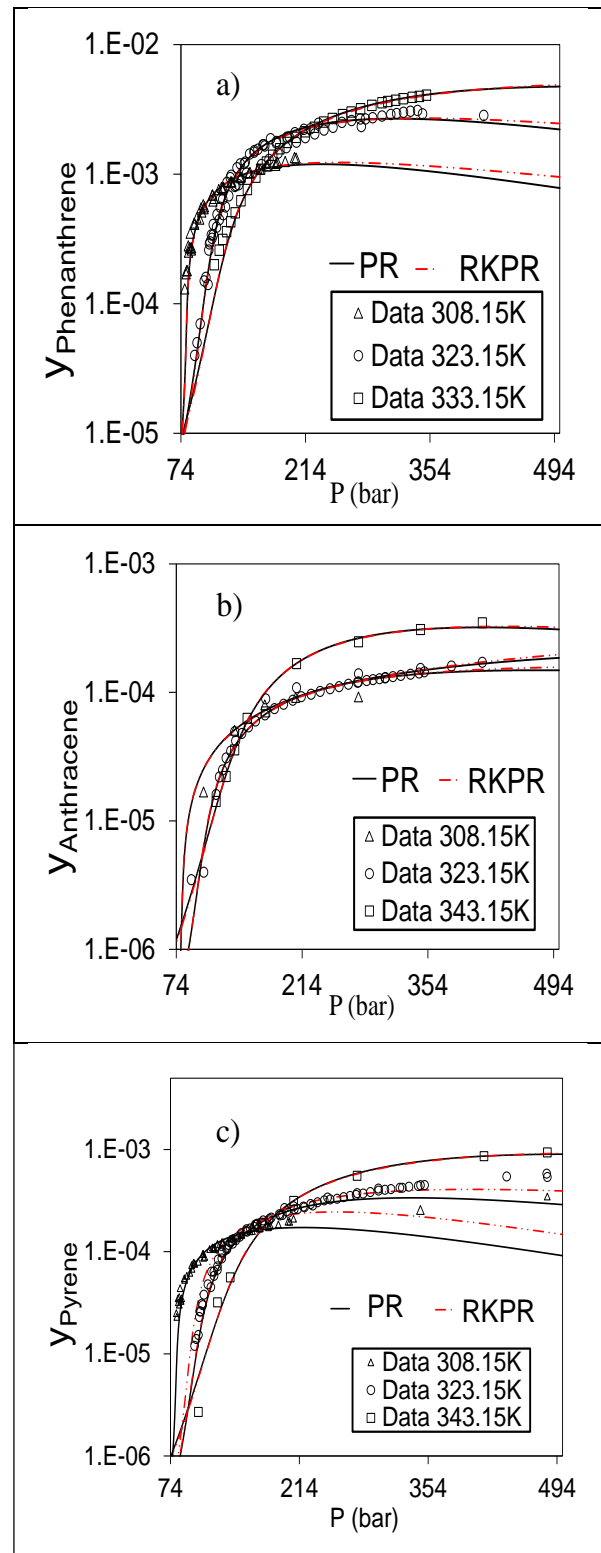 1.E-02
a)
1.E-03
yPhenanthrene
PR
RKPR
1.E-04
Data 308.15K
Data 323.15K
Data 333.15K
1.E-05
74
214
354
494
P (bar)
1.E-03
b)
1.E-04
yAnthracene
PR
RKPR
1.E-05
Data 308.15K
Data 323.15K
Data 343.15K
1.E-06
74
214
354
494
P (bar)
c)
1.E-03
1.E-04
yPyrene
PR
RKPR
1.E-05
Data 308.15K
Data 323.15K
Data 343.15K
1.E-06
74
214
354
494
P (bar)